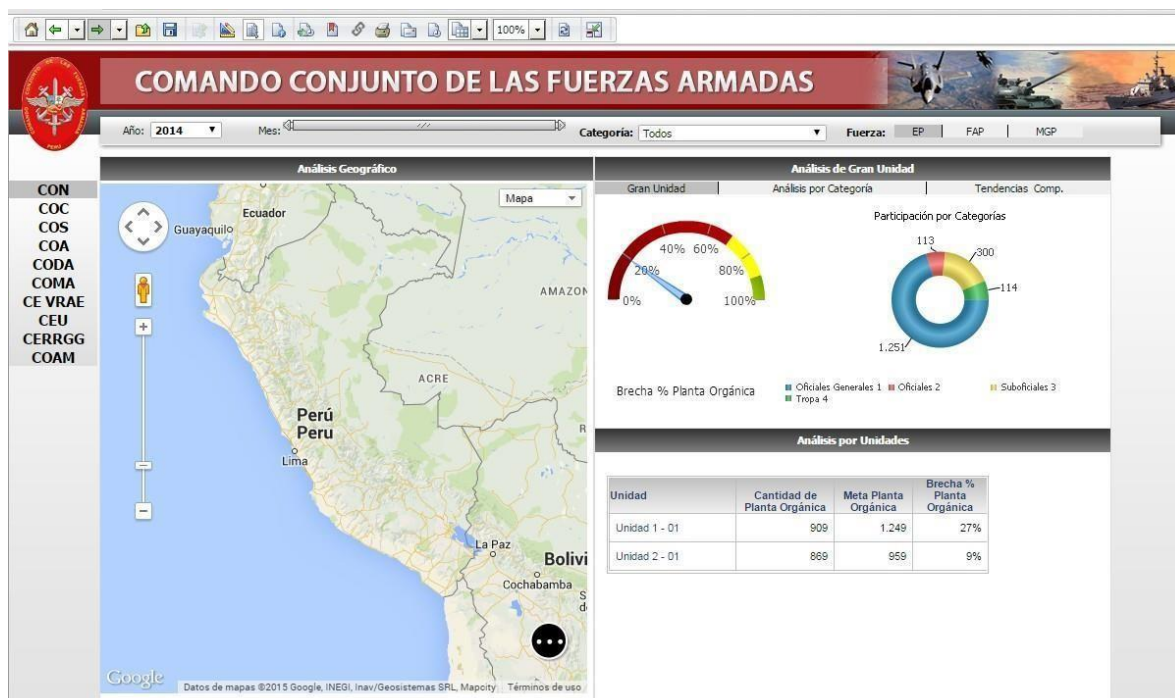 100%
COMANDO CONJUNTO DE LAS FUERZAS ARMADAS
PERU
Año: 2014 Mes: Categoría: Todos Fuerza: EP FAP MGP
CON
COC
COS
COA
CODA
COMA
CE VRAE
CEU
CERRGG
COAM
Análisis Geográfico
Mapa
Ecuador
Guayaquil
AMAZON
ACRE
Perú
Peru
R
Lima
La Paz
Bolivi
Cochabamba
S
d
Google
Datos de mapas ©2015 Google, INEGI, Inav/Geosistemas SRL, Mapcity Términos de uso
Análisis de Gran Unidad
Gran Unidad Análisis por Categoría Tendencias Comp.
0% 20% 40% 60% 80% 100%
Brecha % Planta Orgánica
Participación por Categorías
113
300
114
1.251
Oficiales Generales 1 Oficiales 2 Suboficiales 3
Tropa 4
Análisis por Unidades
Unidad Cantidad de Planta Orgánica Meta Planta Orgánica Brecha % Planta Orgánica
Unidad 1 - 01 909 1.249 27%
Unidad 2 - 01 869 959 9%